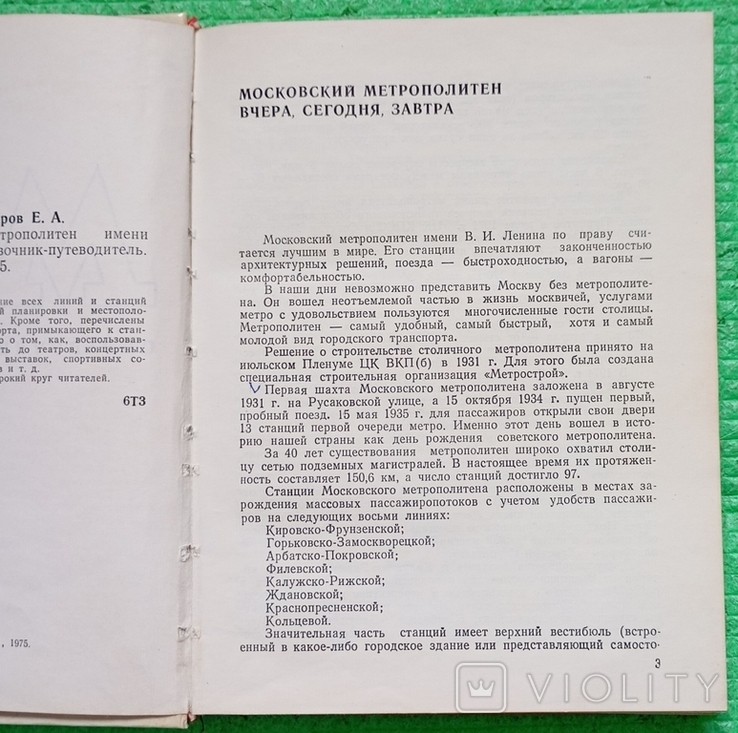 ров Е. А.
трополитен имени
вочник-путеводитель.
5.
ние всех линий и станций
й планировки и местополо-
. Кроме того, перечислены
орта, примыкающего к стан-
о о том, как, воспользовав-
ть до театров, концертных
выставок, спортивных со-
в и т. д.
рокий круг читателей.
6Т3
, 1975.
МОСКОВСКИЙ МЕТРОПОЛИТЕН
ВЧЕРА, СЕГОДНЯ, ЗАВТРА
Московский метрополитен имени В. И. Ленина по праву счи-
тается лучшим в мире. Его станции впечатляют законченностью
архитектурных решений, поезда — быстроходностью, а вагоны —
комфортабельностью.
В наши дни невозможно представить Москву без метрополите-
на. Он вошел неотъемлемой частью в жизнь москвичей, услугами
метро с удовольствием пользуются многочисленные гости столицы.
Метрополитен — самый удобный, самый быстрый, хотя и самый
молодой вид городского транспорта.
Решение о строительстве столичного метрополитена принято на
июльском Пленуме ЦК ВКП(б) в 1931 г. Для этого была создана
специальная строительная организация «Метрострой».
Первая шахта Московского метрополитена заложена в августе
1931 г. на Русаковской улице, а 15 октября 1934 г. пущен первый,
пробный поезд. 15 мая 1935 г. для пассажиров открыли свои двери
13 станций первой очереди метро. Именно этот день вошел в исто-
рию нашей страны как день рождения советского метрополитена.
За 40 лет существования метрополитен широко охватил столи-
цу сетью подземных магистралей. В настоящее время их протяжен-
ность составляет 150,6 км, а число станций достигло 97.
Станции Московского метрополитена расположены в местах за-
рождения массовых пассажиропотоков с учетом удобств пассажи-
ров на следующих восьми линиях:
Кировско-Фрунзенской;
Горьковско-Замоскворецкой;
Арбатско-Покровской;
Филевской;
Калужско-Рижской;
Ждановской;
Краснопресненской;
Кольцевой.
Значительная часть станций имеет верхний вестибюль (встро-
енный в какое-либо городское здание или представляющий самосто-
3
VIOLITY